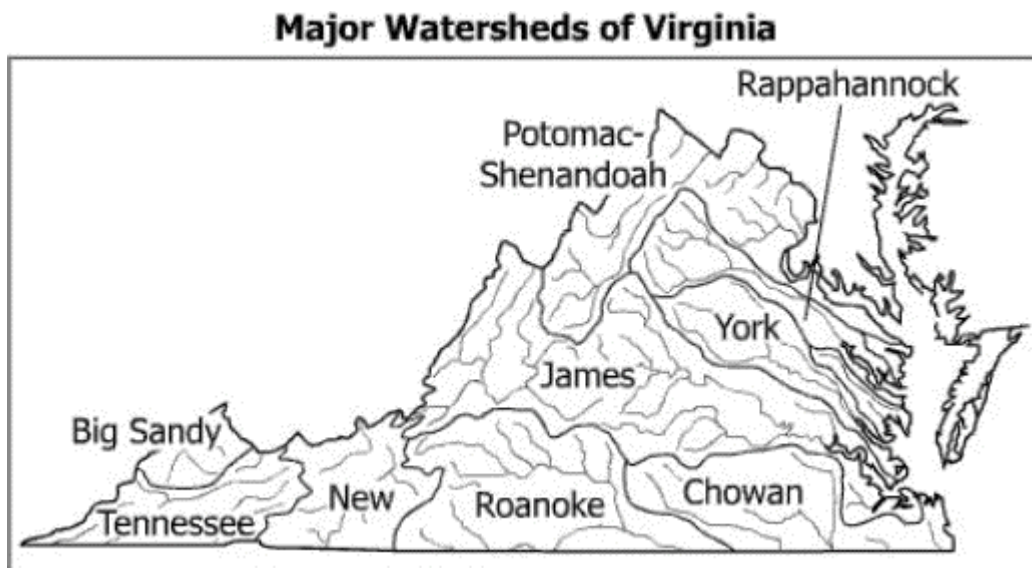 Major Watersheds of Virginia
Rappahannock
Potomac-
Shenandoah
York
James
Big Sandy
New
Roanoke
Chowan
Tennessee